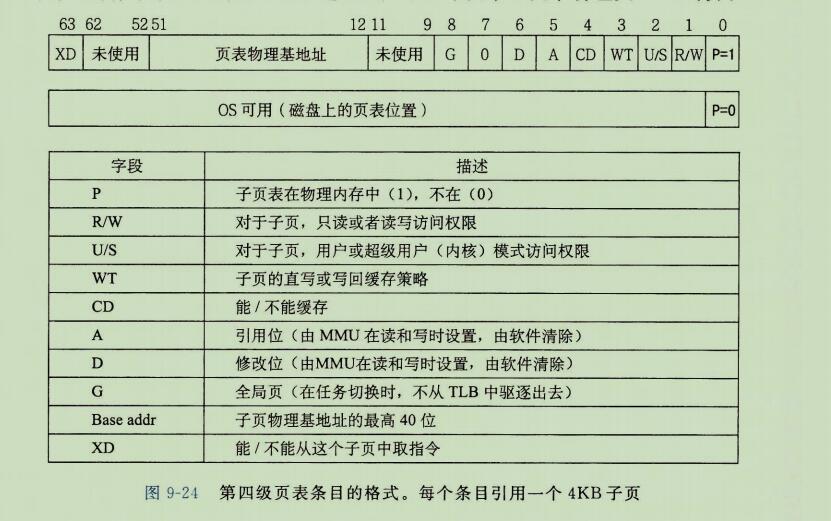 63 62 52 51 12 11 9 8 7 6 5 4 3 2 1 0
XD 未使用 页表物理基地址 未使用 G 0 D A CD WT U/S R/W P=1
OS 可用 ( 磁盘上的页表位置 ) P=0
字段 描述
P 子页表在物理内存中（1），不在（0）
R/W 对于子页，只读或者读写访问权限
U/S 对于子页，用户或超级用户（内核）模式访问权限
WT 子页的直写或写回缓存策略
CD 能 / 不能缓存
A 引用位（由 MMU 在读和写时设置，由软件清除）
D 修改位（由MMU在读和写时设置，由软件清除）
G 全局页（在任务切换时，不从 TLB 中驱逐出去）
Base addr 子页物理基地址的最高 40 位
XD 能 / 不能从这个子页中取指令
图 9-24 第四级页表条目的格式。每个条目引用一个 4KB 子页